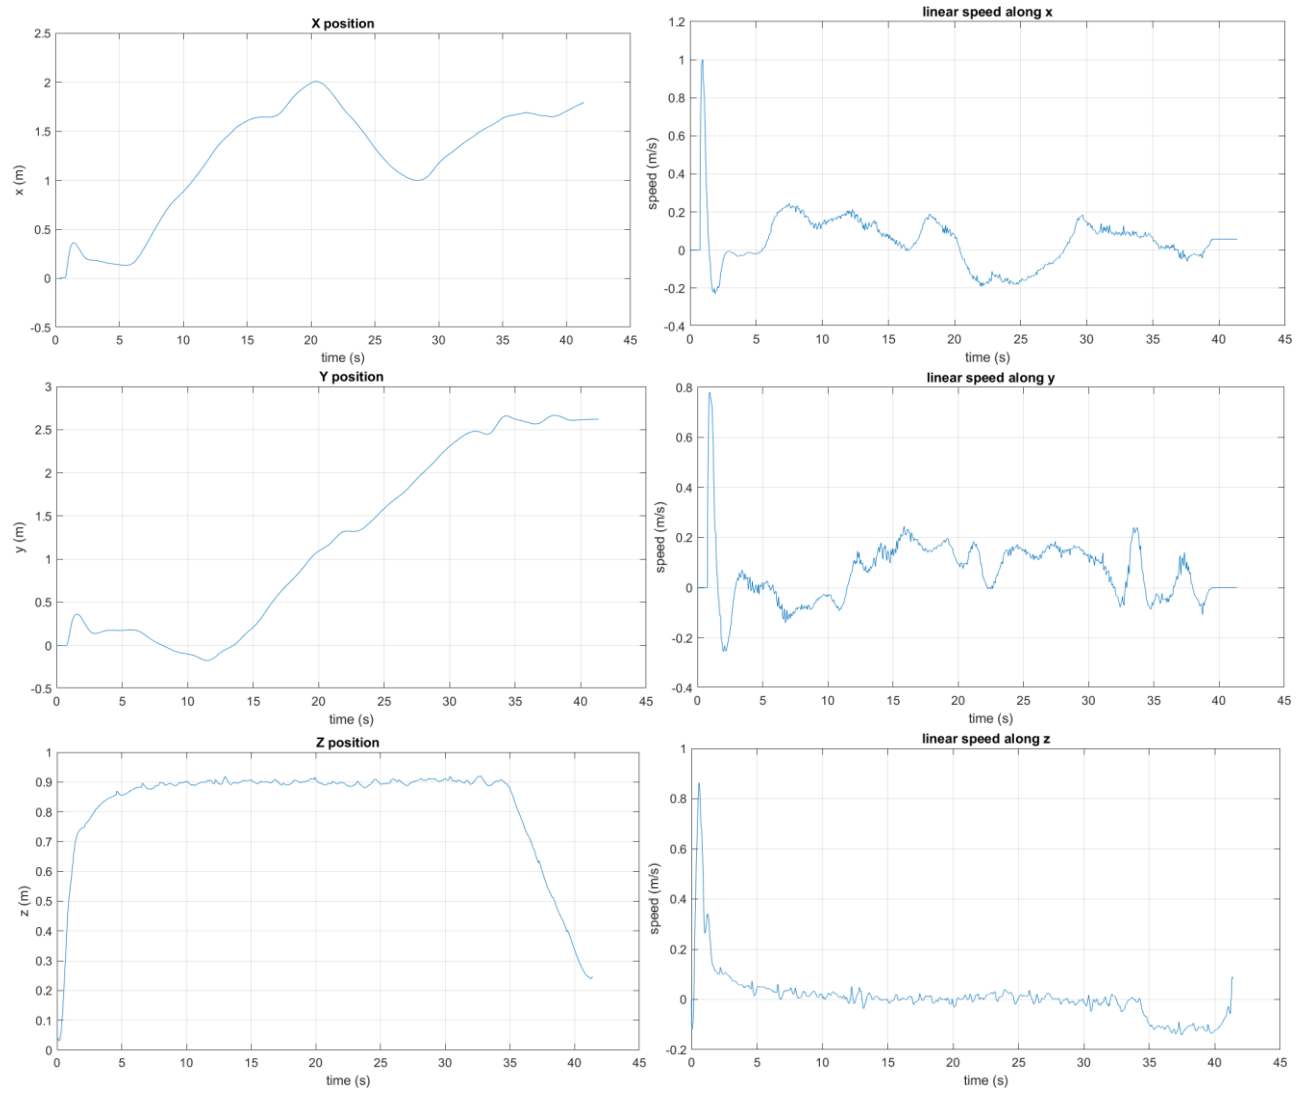 X position
2.5
2
1.5
1
0.5
0
-0.5
x (m)
0 5 10 15 20 25 30 35 40 45
time (s)
linear speed along x
1.2
1
0.8
0.6
0.4
0.2
0
-0.2
-0.4
speed (m/s)
0 5 10 15 20 25 30 35 40 45
time (s)
Y position
3
2.5
2
1.5
1
0.5
0
-0.5
y (m)
0 5 10 15 20 25 30 35 40 45
time (s)
linear speed along y
0.8
0.6
0.4
0.2
0
-0.2
-0.4
speed (m/s)
0 5 10 15 20 25 30 35 40 45
time (s)
Z position
1
0.9
0.8
0.7
0.6
0.5
0.4
0.3
0.2
0.1
0
z (m)
0 5 10 15 20 25 30 35 40 45
time (s)
linear speed along z
1
0.8
0.6
0.4
0.2
0
-0.2
speed (m/s)
0 5 10 15 20 25 30 35 40 45
time (s)